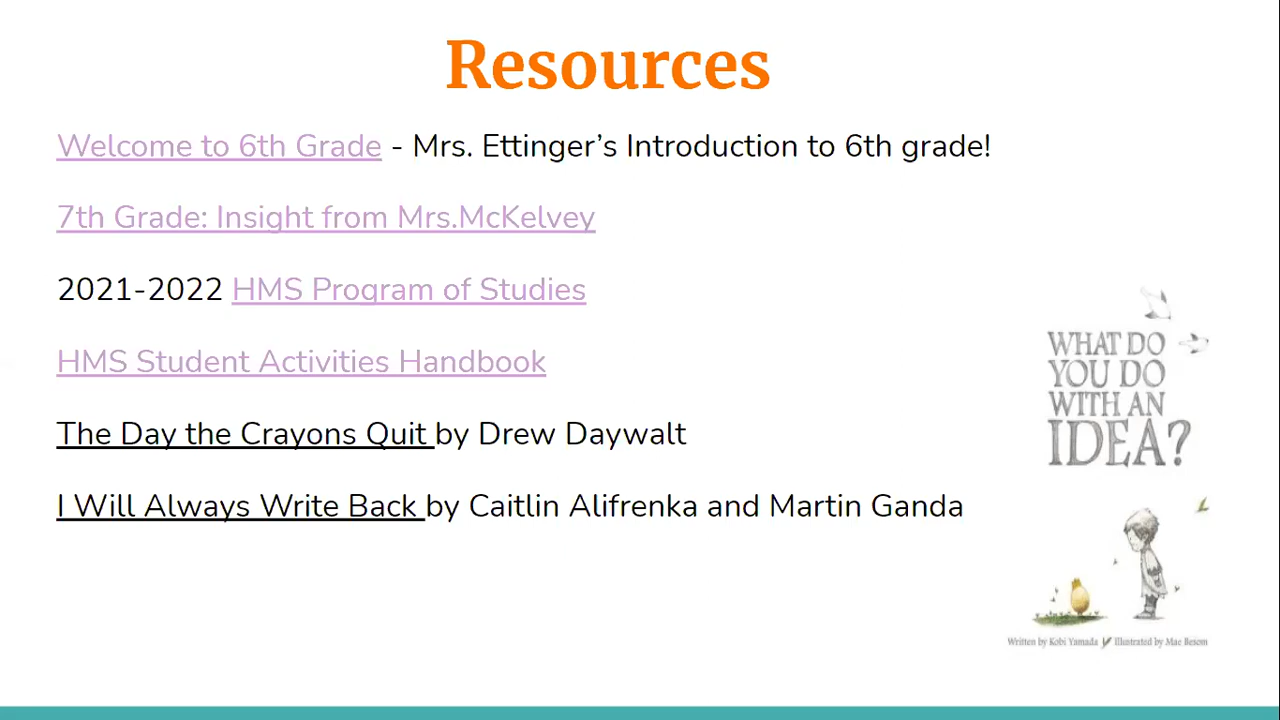 Resources
Welcome to 6th Grade - Mrs. Ettinger’s Introduction to 6th grade!
7th Grade: Insight from Mrs.McKelvey
2021-2022 HMS Program of Studies
HMS Student Activities Handbook
The Day the Crayons Quit by Drew Daywalt
I Will Always Write Back by Caitlin Alifrenka and Martin Ganda
WHAT DO
YOU DO
WITH AN
IDEA?
Written by Kobi Yamada Illustrated by Mae Besom